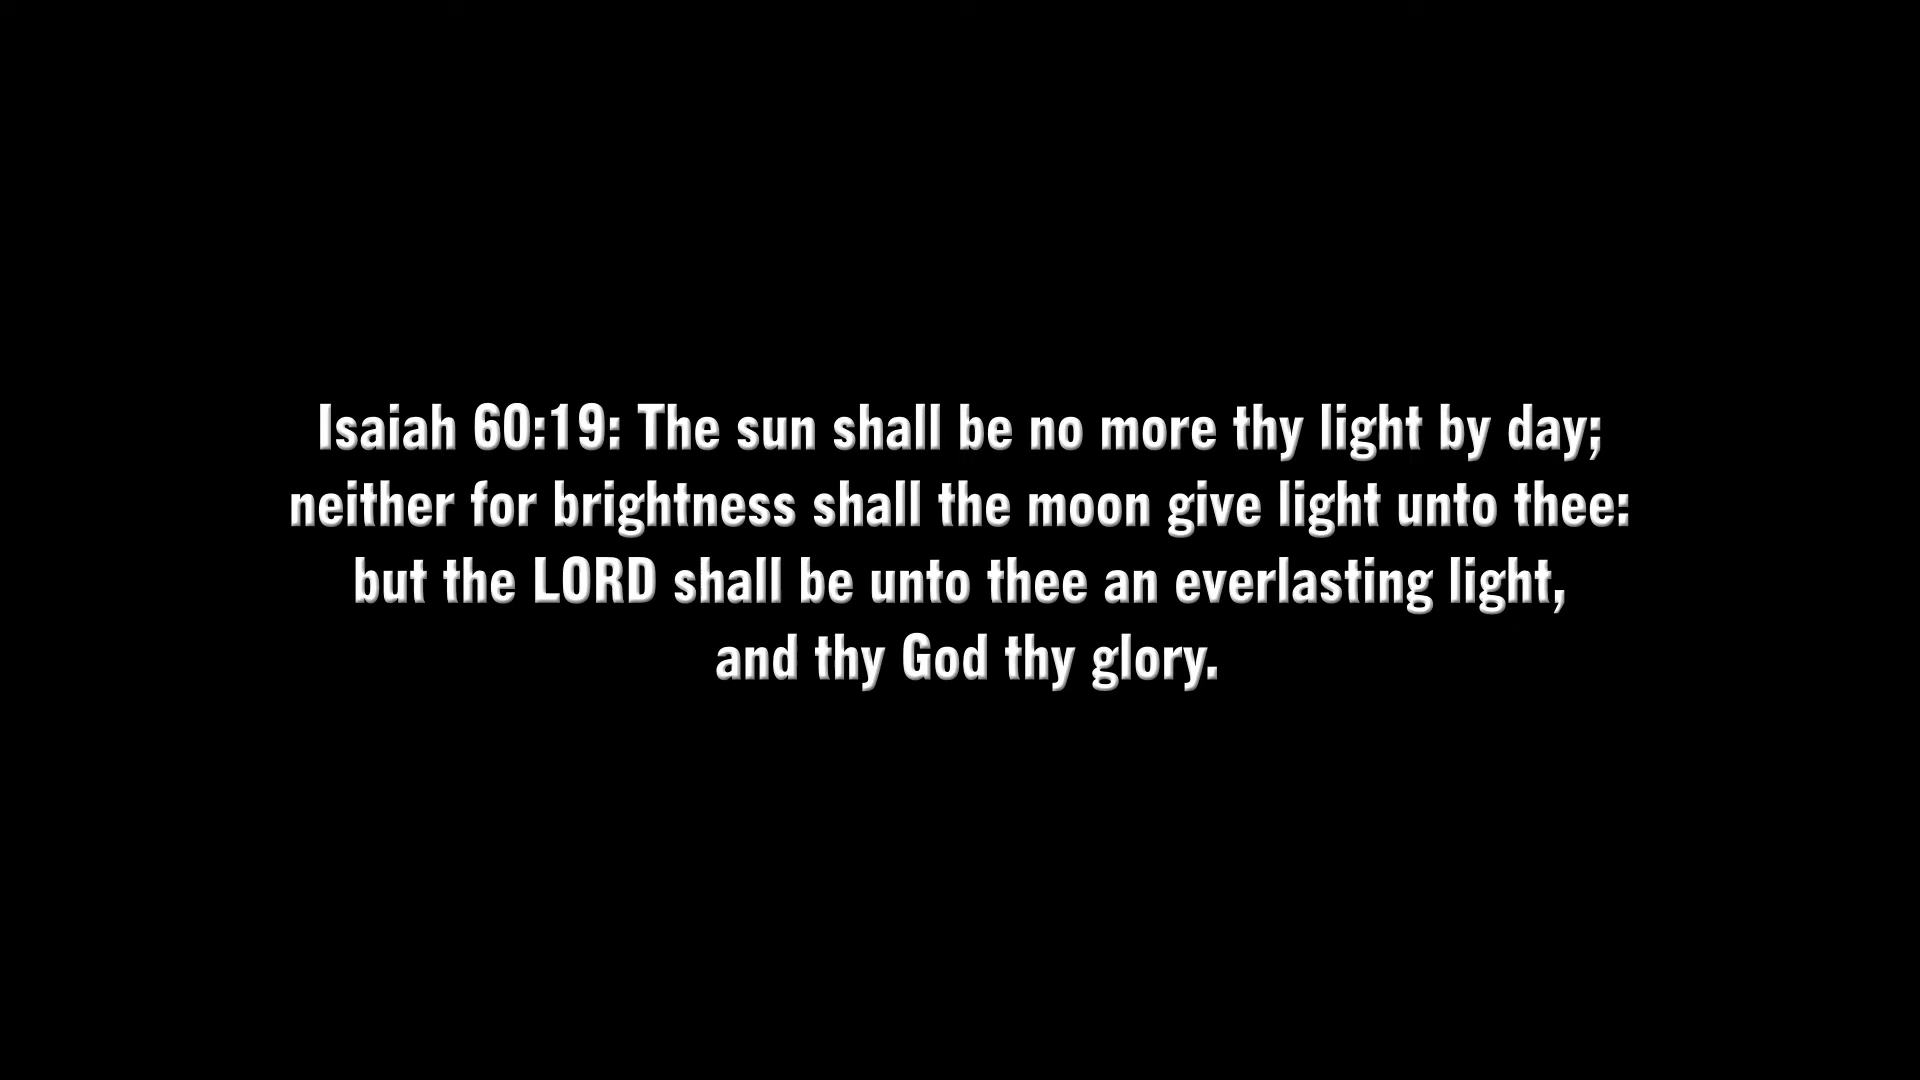 Isaiah 60:19: The sun shall be no more thy light by day;
neither for brightness shall the moon give light unto thee:
but the LORD shall be unto thee an everlasting light,
and thy God thy glory.